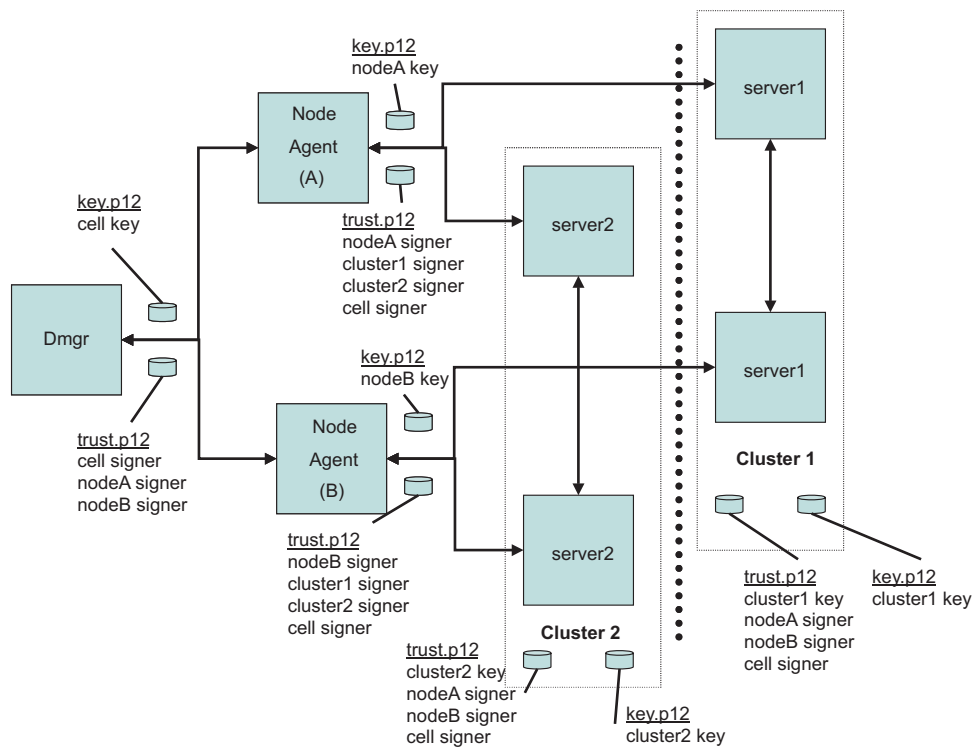 key.p12
nodeA key
server1
Node
Agent
(A)
key.p12
cell key
trust.p12
nodeA signer
cluster1 signer
cluster2 signer
cell signer
server2
Dmgr
key.p12
nodeB key
server1
trust.p12
cell signer
nodeA signer
nodeB signer
Node
Agent
(B)
Cluster 1
trust.p12
nodeB signer
cluster1 signer
cluster2 signer
cell signer
server2
trust.p12
cluster1 key
nodeA signer
nodeB signer
cell signer
key.p12
cluster1 key
Cluster 2
trust.p12
cluster2 key
nodeA signer
nodeB signer
cell signer
key.p12
cluster2 key